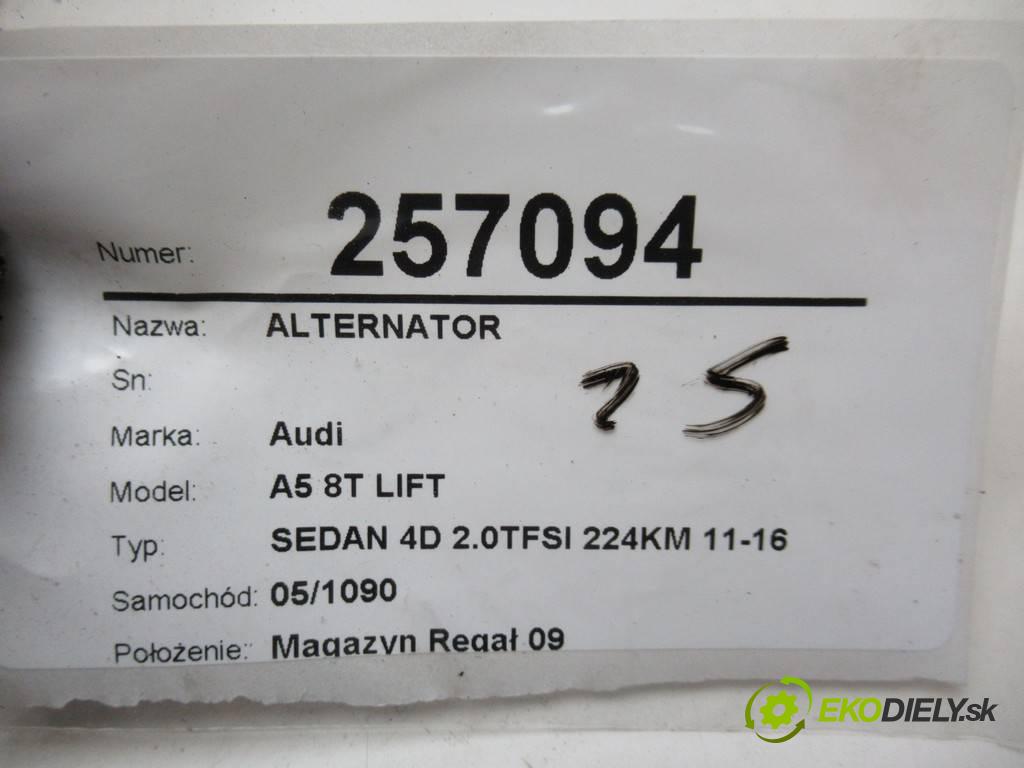 Numer: 257094
Nazwa: ALTERNATOR
Sn:
25
Marka: Audi
Model: A5 8T LIFT
Typ: SEDAN 4D 2.0TFSI 224KM 11-16
Samochód: 05/1090
Położenie: Magazyn Regał 09
EKODIELY.sk